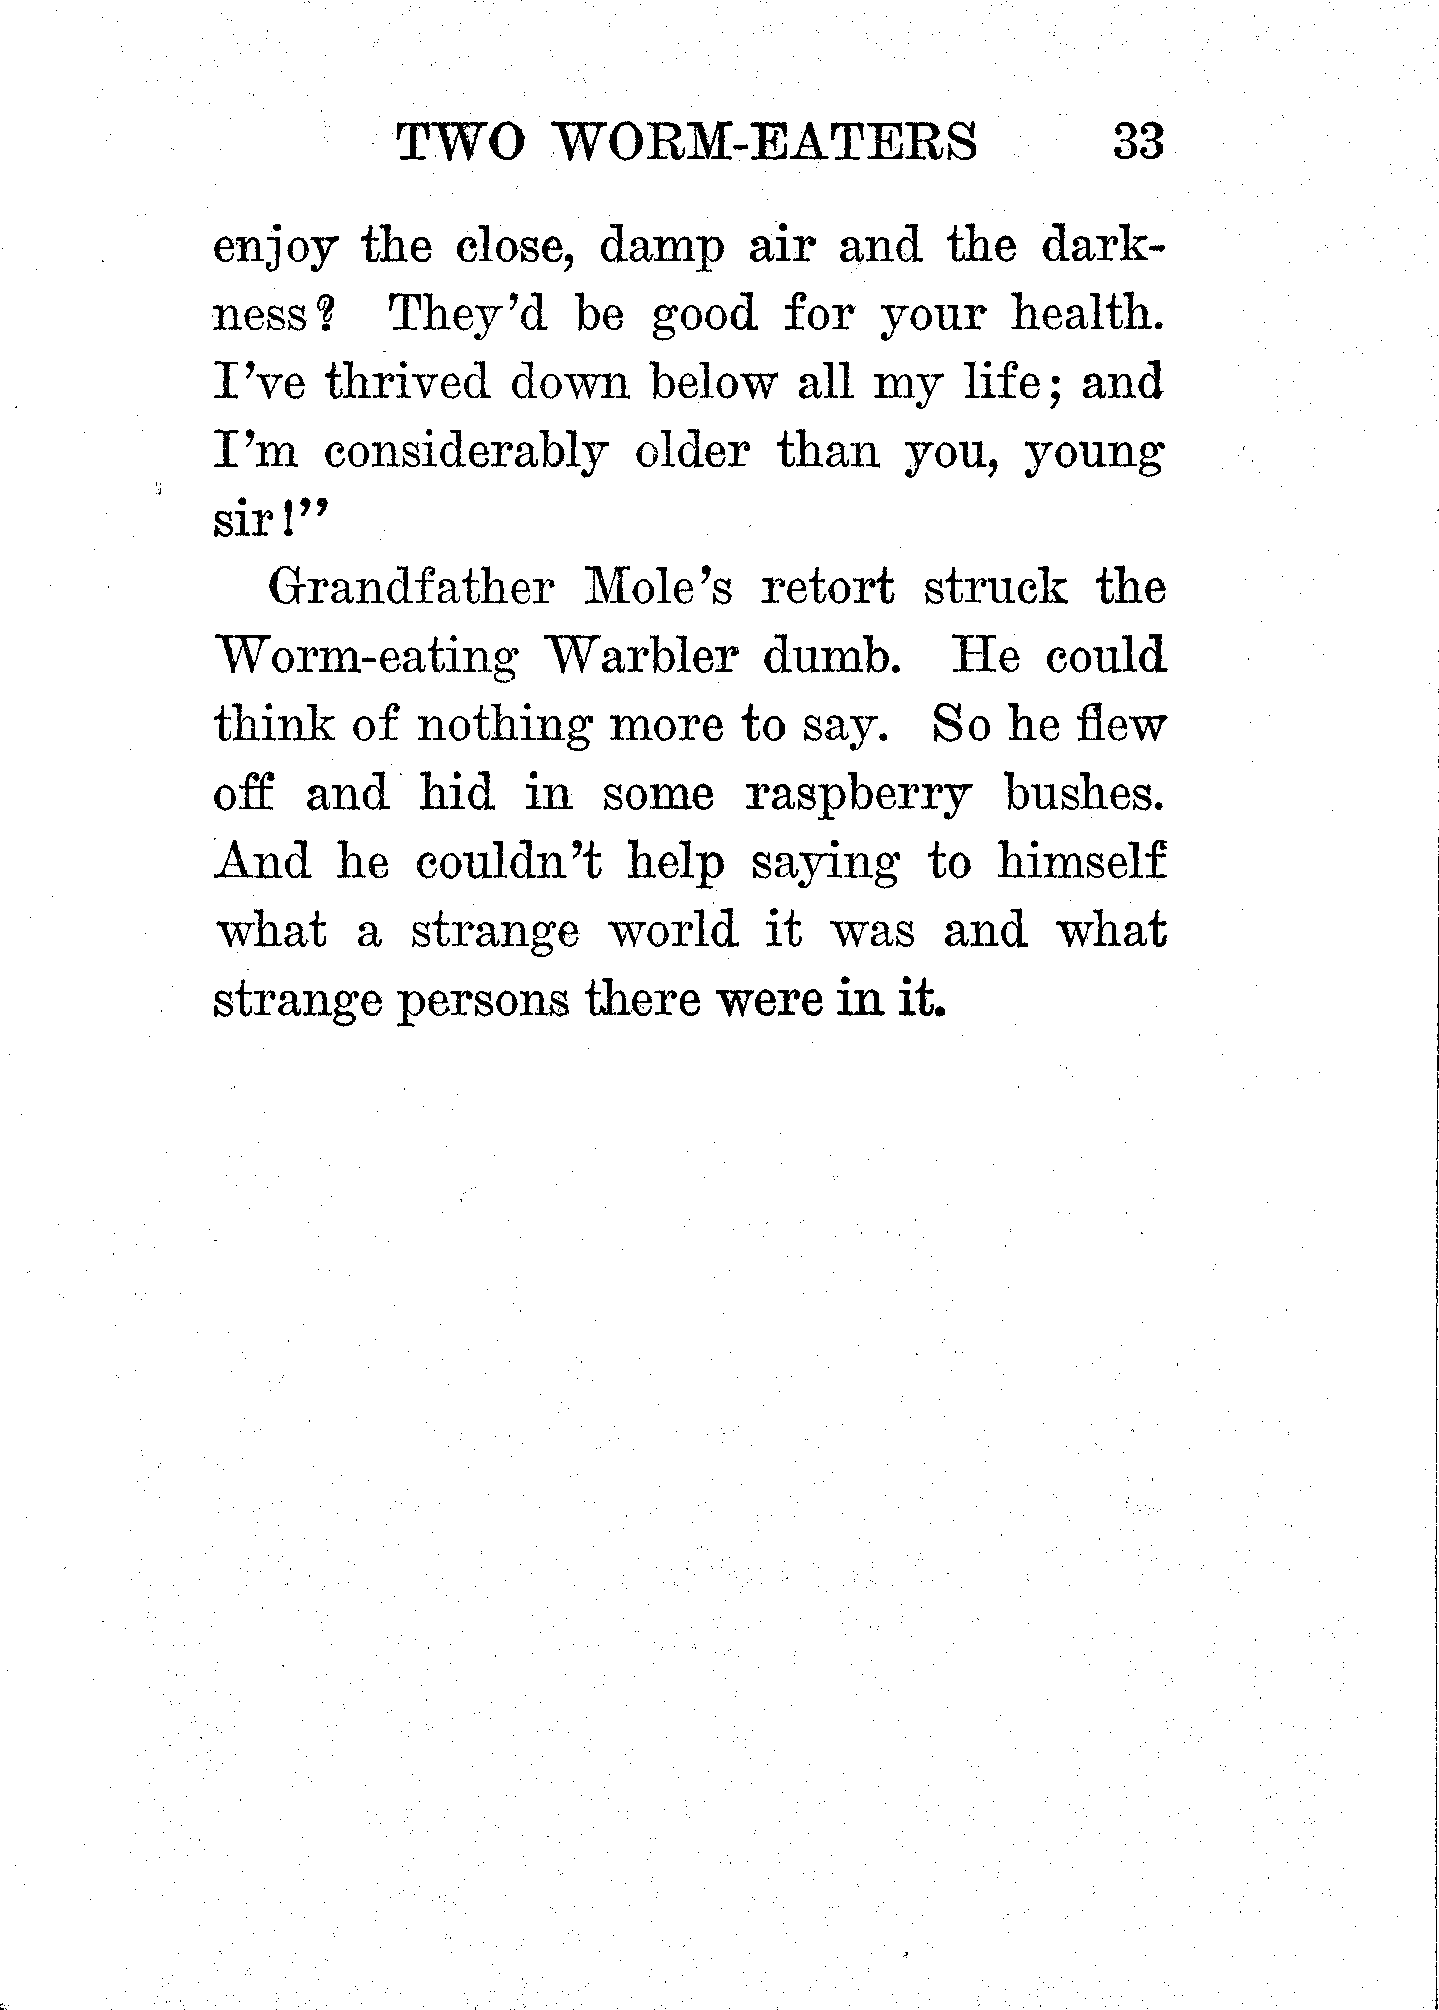 TWO WORM-EATERS 33
enjoy the close, damp air and the dark-
ness? They'd be good for your health.
I've thrived down below all my life; and
I'm considerably older than you, young
sir!"
Grandfather Mole's retort struck the
Worm-eating Warbler dumb. He could
think of nothing more to say. So he flew
off and hid in some raspberry bushes.
And he couldn't help saying to himself
what a strange world it was and what
strange persons there were in it.